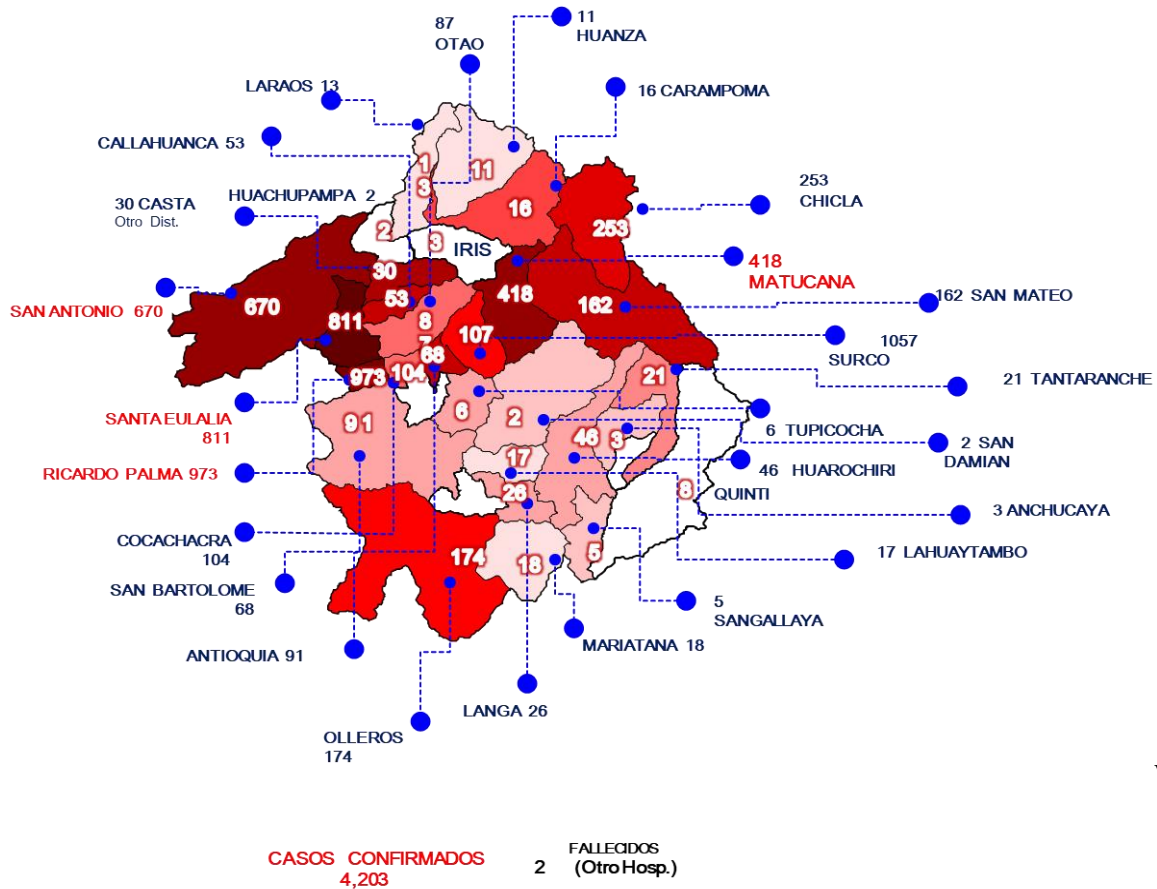 87
OTAO
11
HUANZA
LARAOS 13
16 CARAMPOMA
CALLAHUANCA 53
HUACHUPAMPA 2
30 CASTA
Otro Dist.
253
CHICLA
418
MATUCANA
SAN ANTONIO 670
162 SAN MATEO
1057
SURCO
21 TANTARANCHE
SANTA EULALIA
811
6 TUPICOCHA
2 SAN
DAMIAN
46 HUAROCHIRI
RICARDO PALMA 973
QUINTI
3 ANCHUCAYA
COCACHACRA
104
17 LAHUAYTAMBO
SAN BARTOLOME
68
5
SANGALLAYA
ANTIOQUIA 91
MARIATANA 18
LANGA 26
OLLEROS
174
1
3
11
16
2
3 IRIS
253
30
53
670
811
418
162
8
7
107
68
973
104
21
91
6
2
46
3
17
26
8
174
18
5
CASOS CONFIRMADOS
4,203
FALLECIDOS
2 (Otro Hosp.)